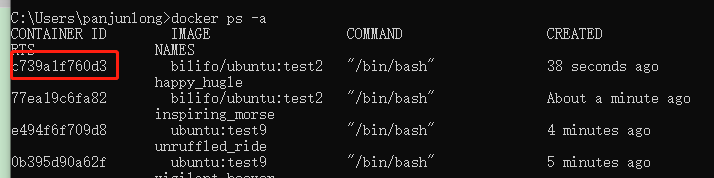 C:\Users\panjunlong>docker ps -a
CONTAINER ID IMAGE COMMAND CREATED
RTS NAMES
c739a1f760d3 bilifo/ubuntu:test2 "/bin/bash" 38 seconds ago
happy_hugle
77ea19c6fa82 bilifo/ubuntu:test2 "/bin/bash" About a minute ago
inspiring_morse
e494f6f709d8 ubuntu:test9 "/bin/bash" 4 minutes ago
unruffled_ride
0b395d90a62f ubuntu:test9 "/bin/bash" 5 minutes ago
vigilant_beaver